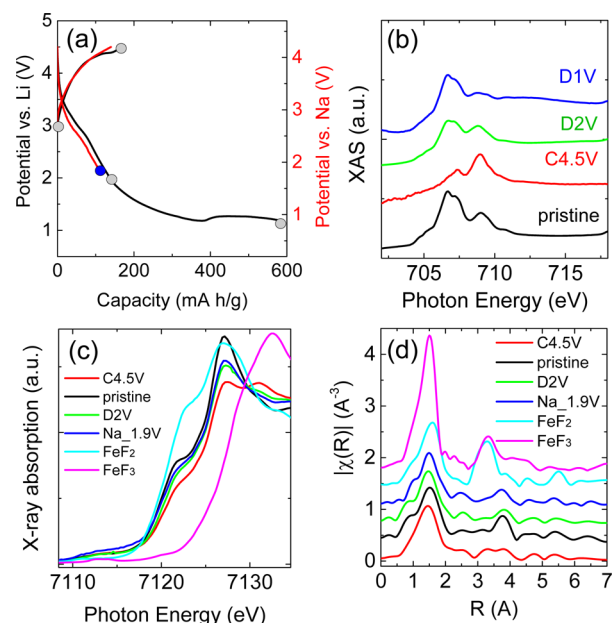 (a)
Potential vs. Li (V)
5
4
3
2
1
0 200 400 600
Capacity (mA h/g)
4
3
2
1
Potential vs. Na (V)
(b)
XAS (a.u.)
D1V
D2V
C4.5V
pristine
705 710 715
Photon Energy (eV)
(c)
X-ray absorption (a.u.)
C4.5V
pristine
D2V
Na_1.9V
FeF₂
FeF₃
7110 7120 7130
Photon Energy (eV)
(d)
|χ(R)| (A⁻³)
4
3
2
1
0
C4.5V
pristine
D2V
Na_1.9V
FeF₂
FeF₃
0 1 2 3 4 5 6 7
R (A)